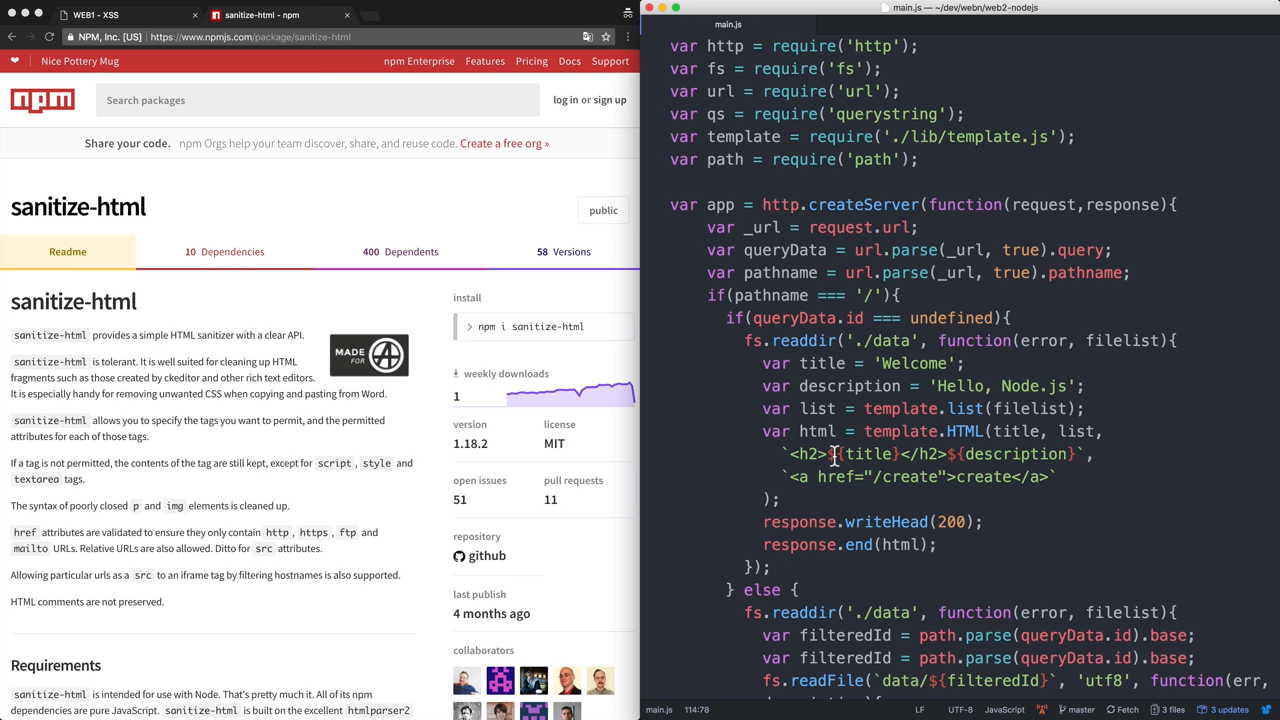 WEB1 - XSS
sanitize-html - npm
NPM, Inc. [US] | https://www.npmjs.com/package/sanitize-html
❤ Nice Pottery Mug
npm Enterprise Features Pricing Docs Support
npm
Search packages
log in or sign up
Share your code. npm Orgs help your team discover, share, and reuse code. Create a free org »
sanitize-html
public
Readme
10 Dependencies
400 Dependents
58 Versions
sanitize-html
sanitize-html provides a simple HTML sanitizer with a clear API.
MADE FOR
sanitize-html is tolerant. It is well suited for cleaning up HTML
fragments such as those created by ckeditor and other rich text editors.
It is especially handy for removing unwanted CSS when copying and pasting from Word.
sanitize-html allows you to specify the tags you want to permit, and the permitted
attributes for each of those tags.
If a tag is not permitted, the contents of the tag are still kept, except for script, style and
textarea tags.
The syntax of poorly closed p and img elements is cleaned up.
href attributes are validated to ensure they only contain http, https, ftp and
mailto URLs. Relative URLs are also allowed. Ditto for src attributes.
Allowing particular urls as a src to an iframe tag by filtering hostnames is also supported.
HTML comments are not preserved.
Requirements
sanitize-html is intended for use with Node. That's pretty much it. All of its npm
dependencies are pure JavaScript. sanitize-html is built on the excellent htmlparser2
install
> npm i sanitize-html
weekly downloads
1
version
license
1.18.2
MIT
open issues
pull requests
51
11
repository
github
last publish
4 months ago
collaborators
main.js — ~/dev/webn/web2-nodejs
main.js
var http = require('http');
var fs = require('fs');
var url = require('url');
var qs = require('querystring');
var template = require('./lib/template.js');
var path = require('path');
var app = http.createServer(function(request,response){
var _url = request.url;
var queryData = url.parse(_url, true).query;
var pathname = url.parse(_url, true).pathname;
if(pathname === '/'){
if(queryData.id === undefined){
fs.readdir('./data', function(error, filelist){
var title = 'Welcome';
var description = 'Hello, Node.js';
var list = template.list(filelist);
var html = template.HTML(title, list,
`<h2>${title}</h2>${description}`,
`<a href="/create">create</a>`
);
response.writeHead(200);
response.end(html);
});
} else {
fs.readdir('./data', function(error, filelist){
var filteredId = path.parse(queryData.id).base;
var filteredId = path.parse(queryData.id).base;
fs.readFile(`data/${filteredId}`, 'utf8', function(err,
main.js 114:78
LF UTF-8 JavaScript master Fetch 3 files 3 updates